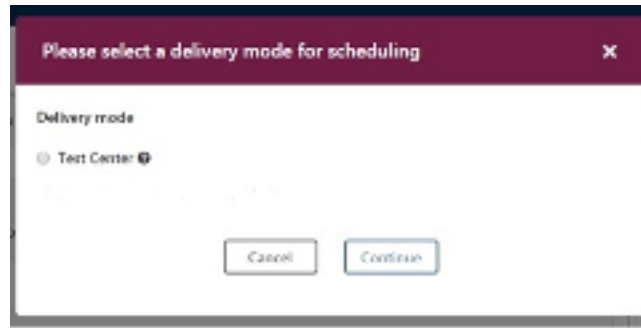 Please select a delivery mode for scheduling
Delivery mode
Test Center
Cancel
Continue